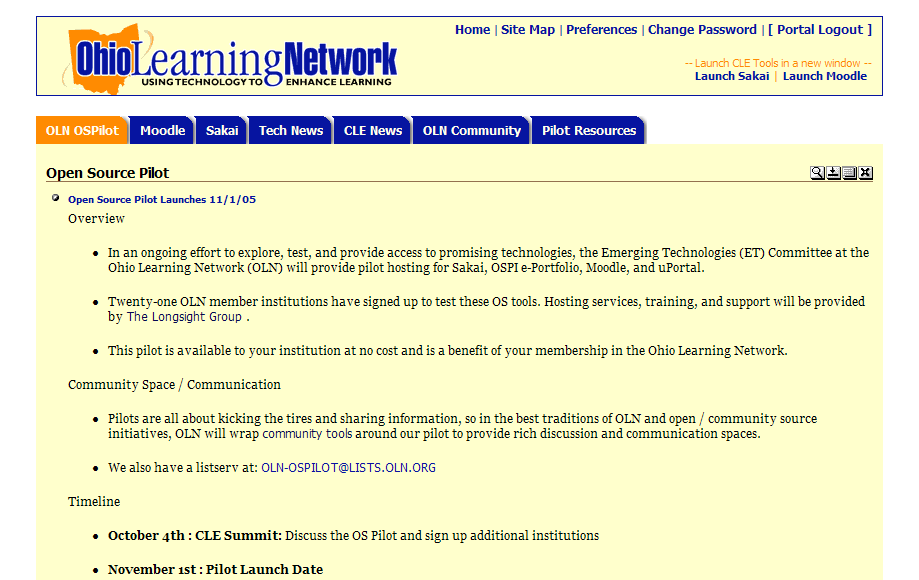 OhioLearningNetwork
USING TECHNOLOGY TO ENHANCE LEARNING
Home | Site Map | Preferences | Change Password | [ Portal Logout ]
-- Launch CLE Tools in a new window --
Launch Sakai | Launch Moodle
OLN OSPilot Moodle Sakai Tech News CLE News OLN Community Pilot Resources
Open Source Pilot
Open Source Pilot Launches 11/1/05
Overview
• In an ongoing effort to explore, test, and provide access to promising technologies, the Emerging Technologies (ET) Committee at the
Ohio Learning Network (OLN) will provide pilot hosting for Sakai, OSPI e-Portfolio, Moodle, and uPortal.
• Twenty-one OLN member institutions have signed up to test these OS tools. Hosting services, training, and support will be provided
by The Longsight Group .
• This pilot is available to your institution at no cost and is a benefit of your membership in the Ohio Learning Network.
Community Space / Communication
• Pilots are all about kicking the tires and sharing information, so in the best traditions of OLN and open / community source
initiatives, OLN will wrap community tools around our pilot to provide rich discussion and communication spaces.
• We also have a listserv at: OLN-OSPILOT@LISTS.OLN.ORG
Timeline
• October 4th : CLE Summit: Discuss the OS Pilot and sign up additional institutions
• November 1st : Pilot Launch Date